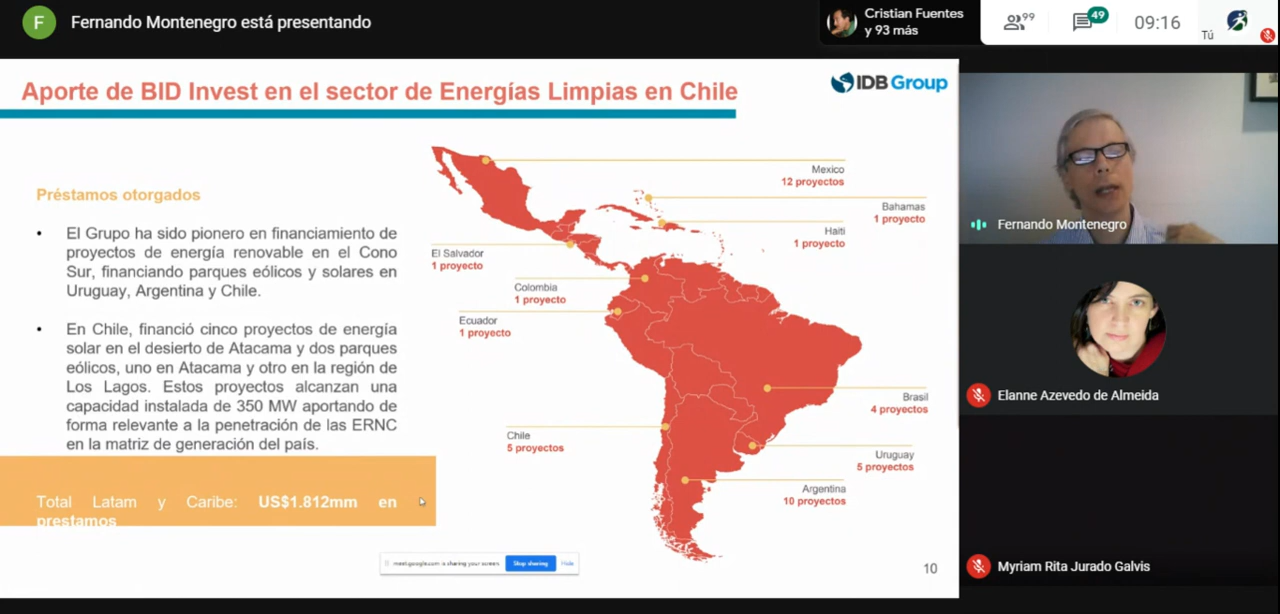 F
Fernando Montenegro está presentando
Cristian Fuentes
y 93 más
99
49
09:16
Tú
Aporte de BID Invest en el sector de Energías Limpias en Chile
IDB Group
Préstamos otorgados
• El Grupo ha sido pionero en financiamiento de
proyectos de energía renovable en el Cono
Sur, financiando parques eólicos y solares en
Uruguay, Argentina y Chile.
• En Chile, financió cinco proyectos de energía
solar en el desierto de Atacama y dos parques
eólicos, uno en Atacama y otro en la región de
Los Lagos. Estos proyectos alcanzan una
capacidad instalada de 350 MW aportando de
forma relevante a la penetración de las ERNC
en la matriz de generación del país.
Total Latam y Caribe: US$1.812mm en
prestamos
Mexico
12 proyectos
Bahamas
1 proyecto
Haiti
1 proyecto
El Salvador
1 proyecto
Colombia
1 proyecto
Ecuador
1 proyecto
Brasil
4 proyectos
Chile
5 proyectos
Uruguay
5 proyectos
Argentina
10 proyectos
meet.google.com is sharing your screen.
Stop sharing
Hide
10
Fernando Montenegro
Elanne Azevedo de Almeida
Myriam Rita Jurado Galvis